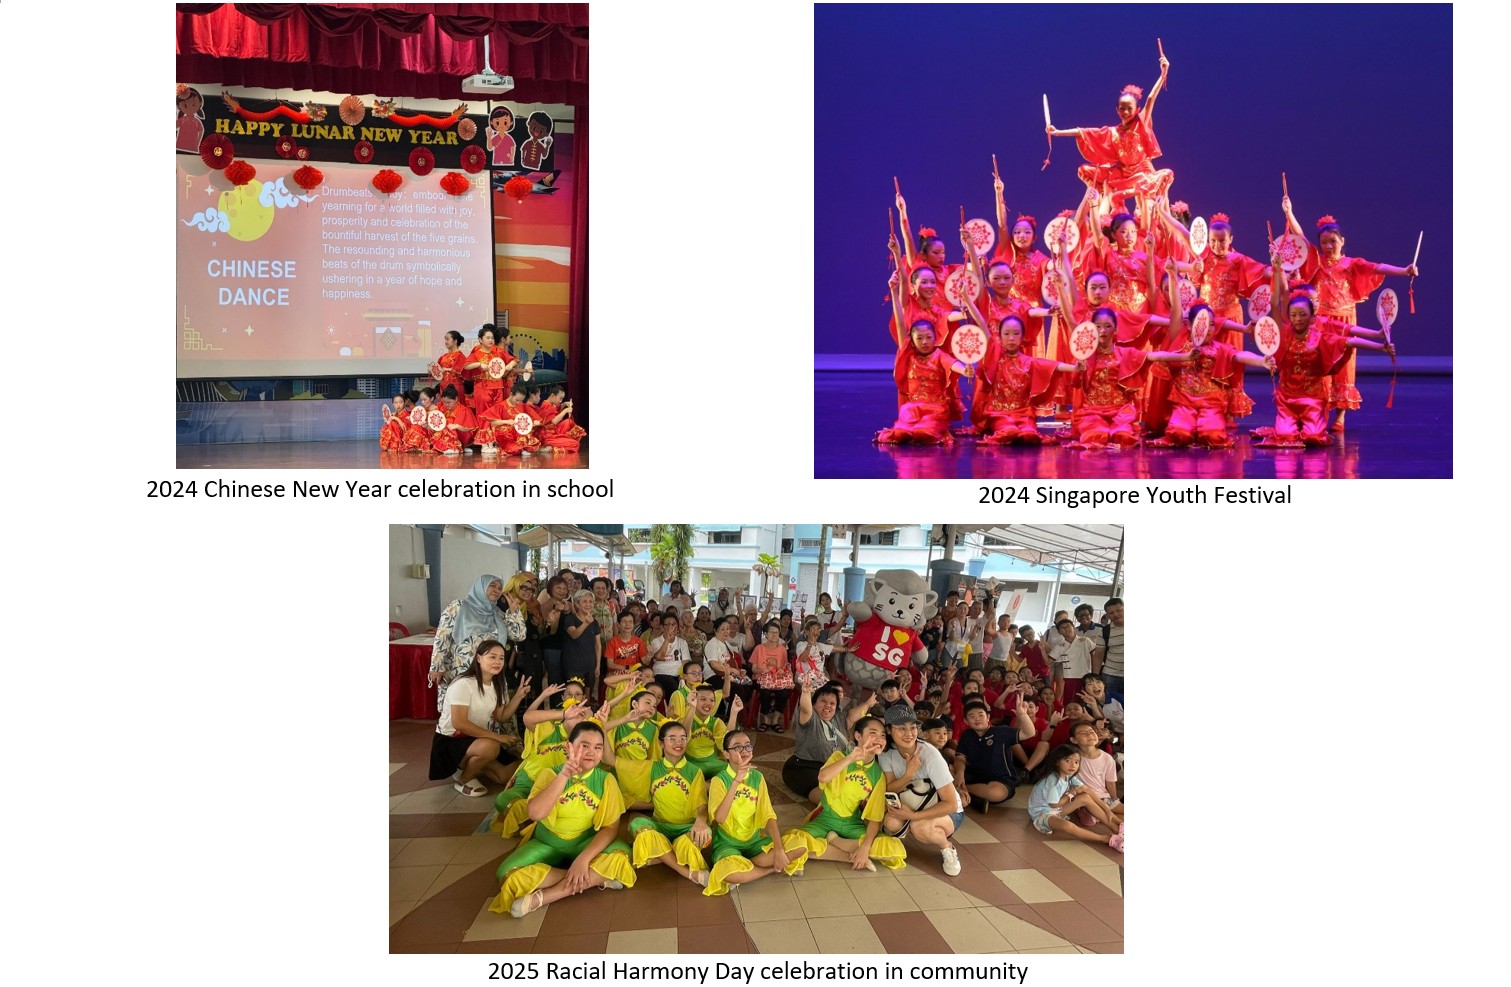 HAPPY LUNAR NEW YEAR
CHINESE
DANCE
Drumbeats
yearning for a world filled with joy,
prosperity and celebration of the
bountiful harvest of the five grains.
The resounding and harmonious
beats of the drum symbolically
ushering in a year of hope and
happiness.
2024 Chinese New Year celebration in school
2024 Singapore Youth Festival
I
SG
2025 Racial Harmony Day celebration in community